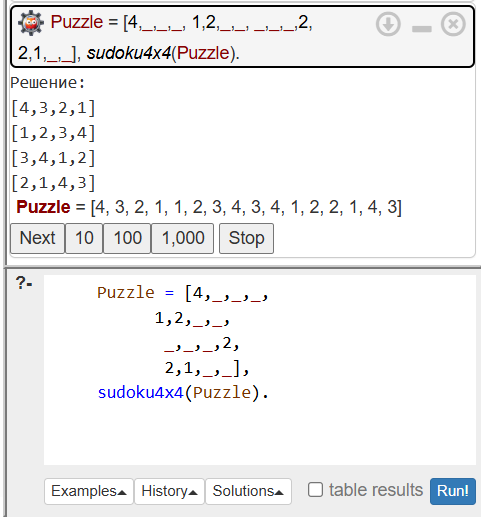 Puzzle = [4,_,_,_, 1,2,_,_, _,_,_,2,
2,1,_,_], sudoku4x4(Puzzle).
Решение:
[4,3,2,1]
[1,2,3,4]
[3,4,1,2]
[2,1,4,3]
Puzzle = [4, 3, 2, 1, 1, 2, 3, 4, 3, 4, 1, 2, 2, 1, 4, 3]
Next 10 100 1,000 Stop
?- Puzzle = [4,_,_,_,
1,2,_,_,
_,_,_,2,
2,1,_,_],
sudoku4x4(Puzzle).
Examples History Solutions table results Run!